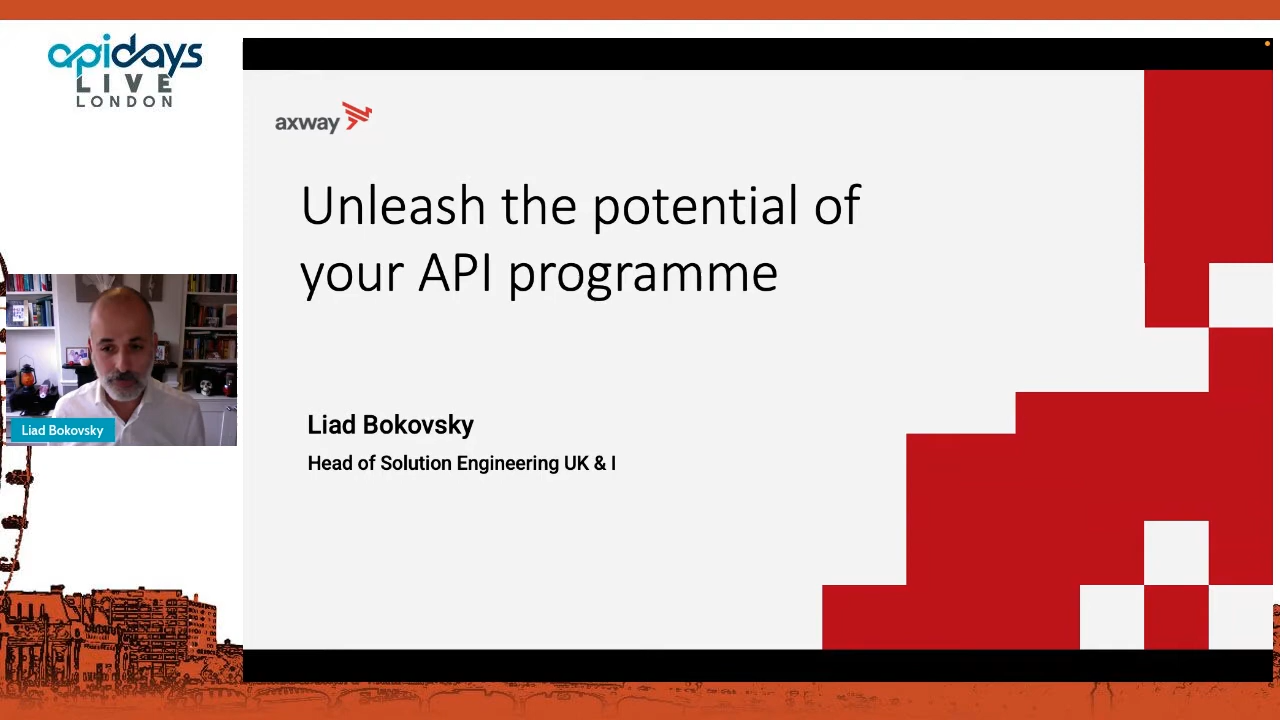 apidays
LIVE
LONDON
axway
Unleash the potential of
your API programme
Liad Bokovsky
Head of Solution Engineering UK & I
Liad Bokovsky